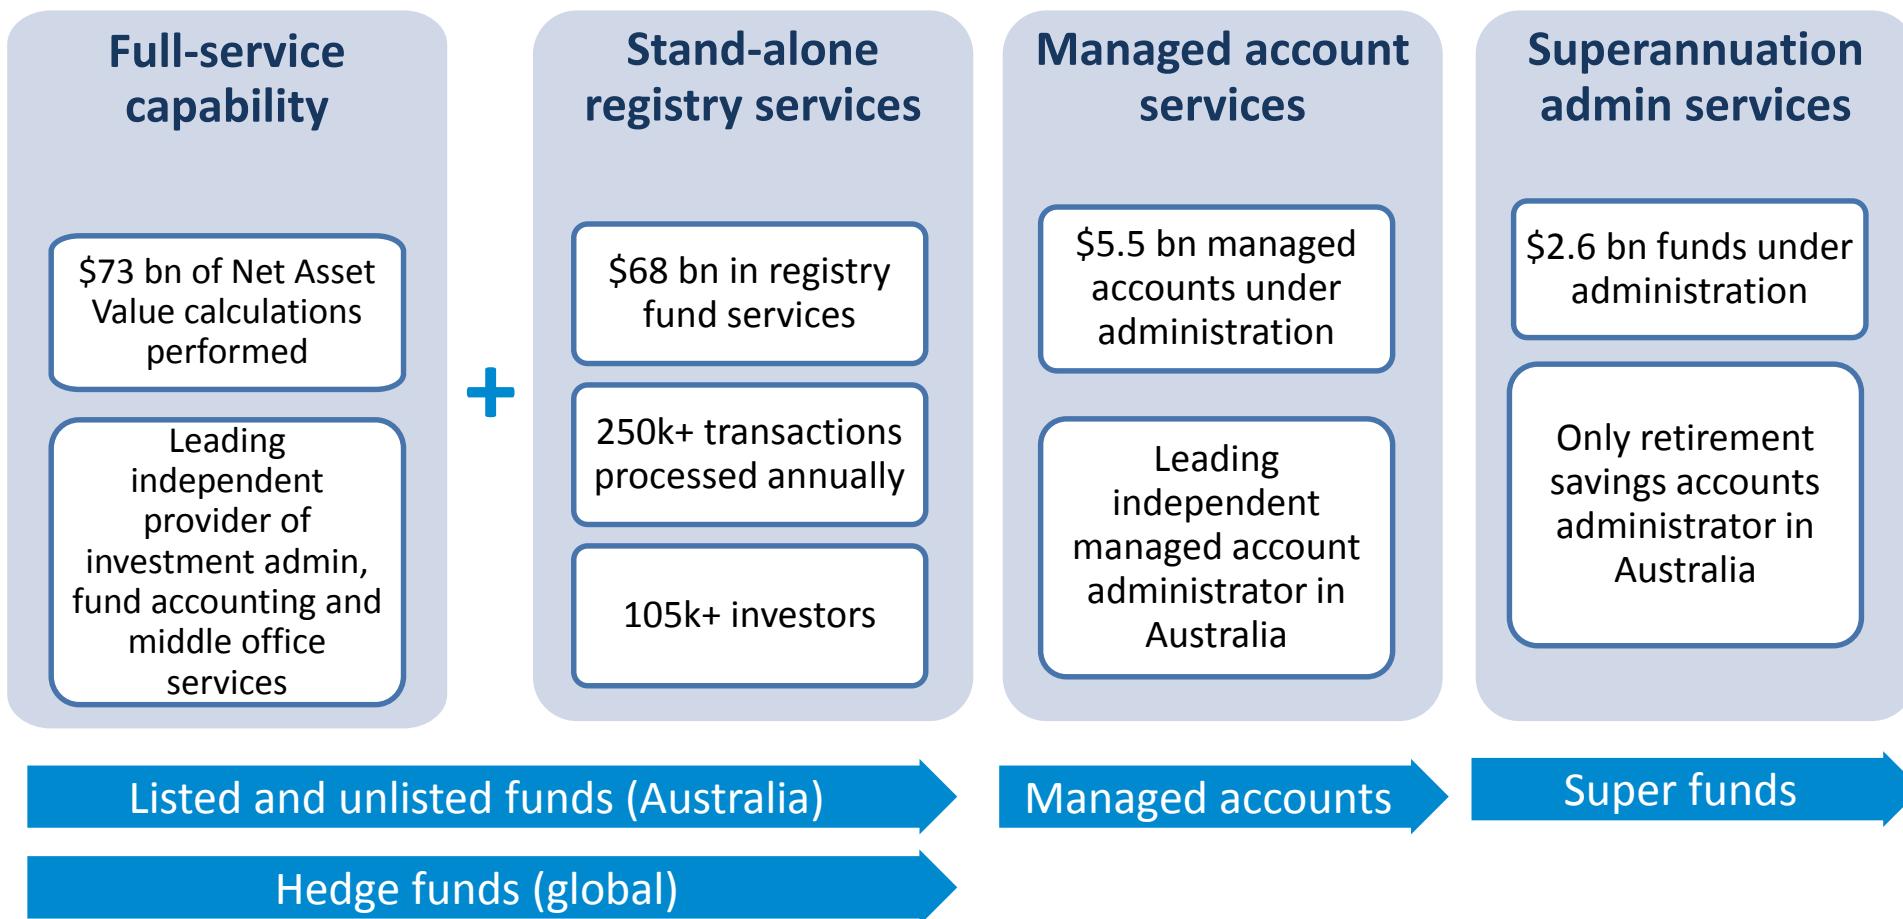 Full-service
capability
$73 bn of Net Asset
Value calculations
performed
Leading
independent
provider of
investment admin,
fund accounting and
middle office
services
+
Stand-alone
registry services
$68 bn in registry
fund services
250k+ transactions
processed annually
105k+ investors
Managed account
services
$5.5 bn managed
accounts under
administration
Leading
independent
managed account
administrator in
Australia
Superannuation
admin services
$2.6 bn funds under
administration
Only retirement
savings accounts
administrator in
Australia
Listed and unlisted funds (Australia)
Managed accounts
Super funds
Hedge funds (global)